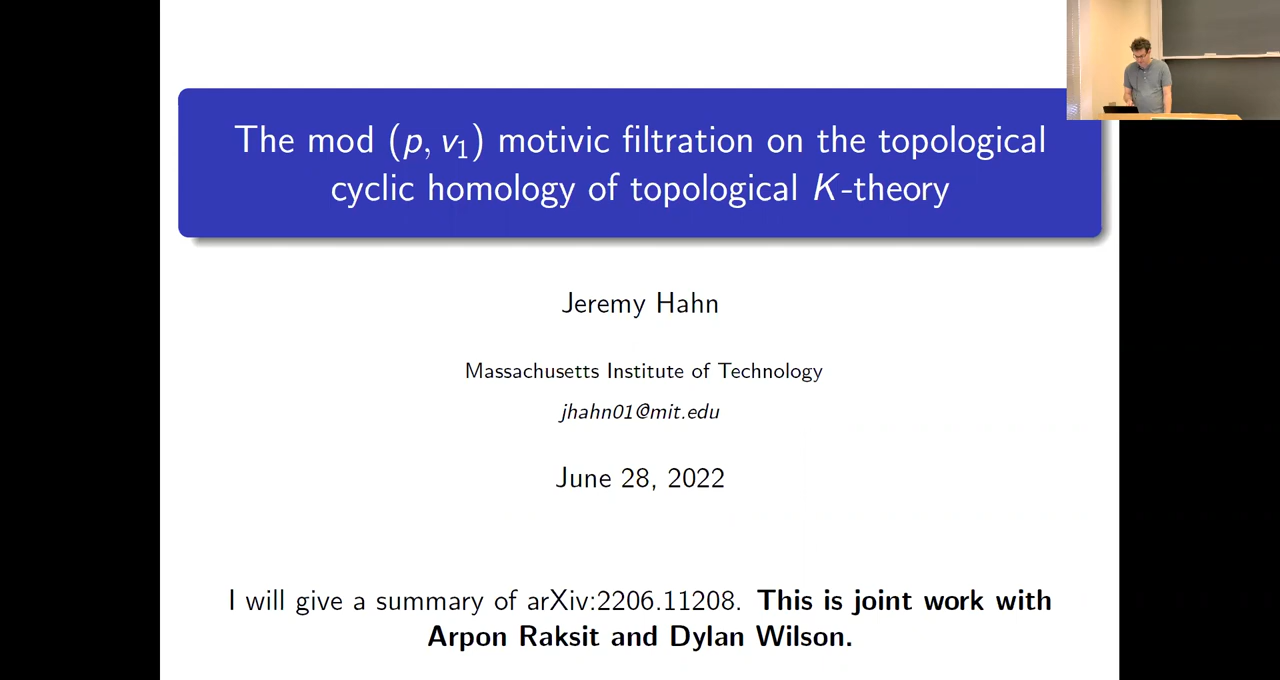 The mod (p, v₁) motivic filtration on the topological
cyclic homology of topological K-theory
Jeremy Hahn
Massachusetts Institute of Technology
jhahn01@mit.edu
June 28, 2022
I will give a summary of arXiv:2206.11208. This is joint work with
Arpon Raksit and Dylan Wilson.